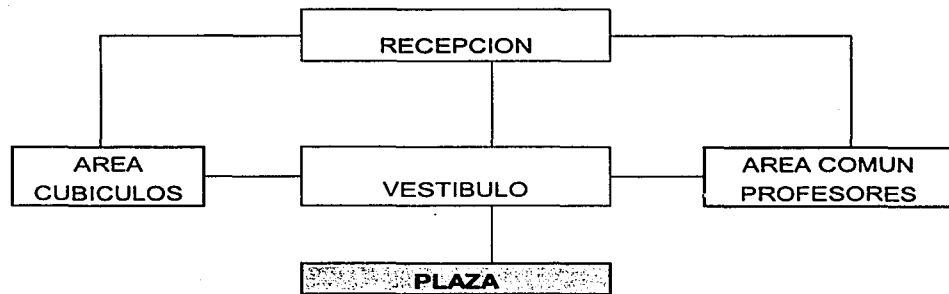 RECEPCION
AREA
CUBICULOS
VESTIBULO
AREA COMUN
PROFESORES
PLAZA